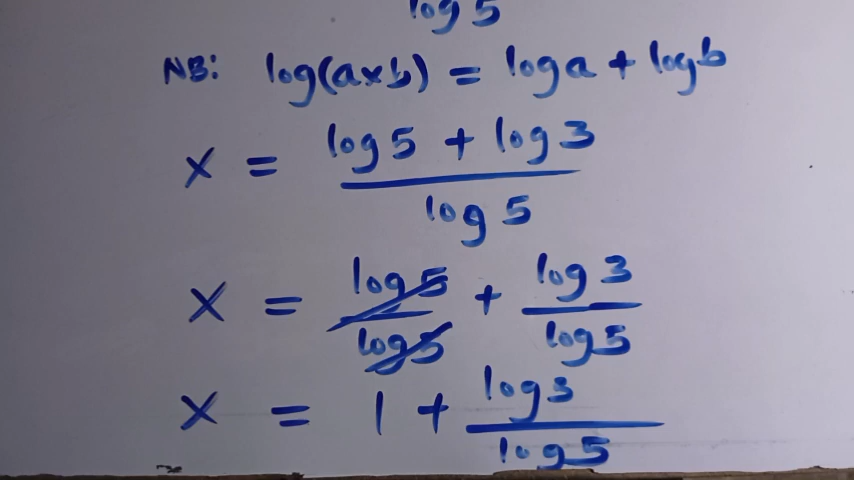 log 5
NB: log(a×b) = log a + log b
x = (log 5 + log 3) / log 5
x = log 5 / log 5 + log 3 / log 5
x = 1 + log 3 / log 5